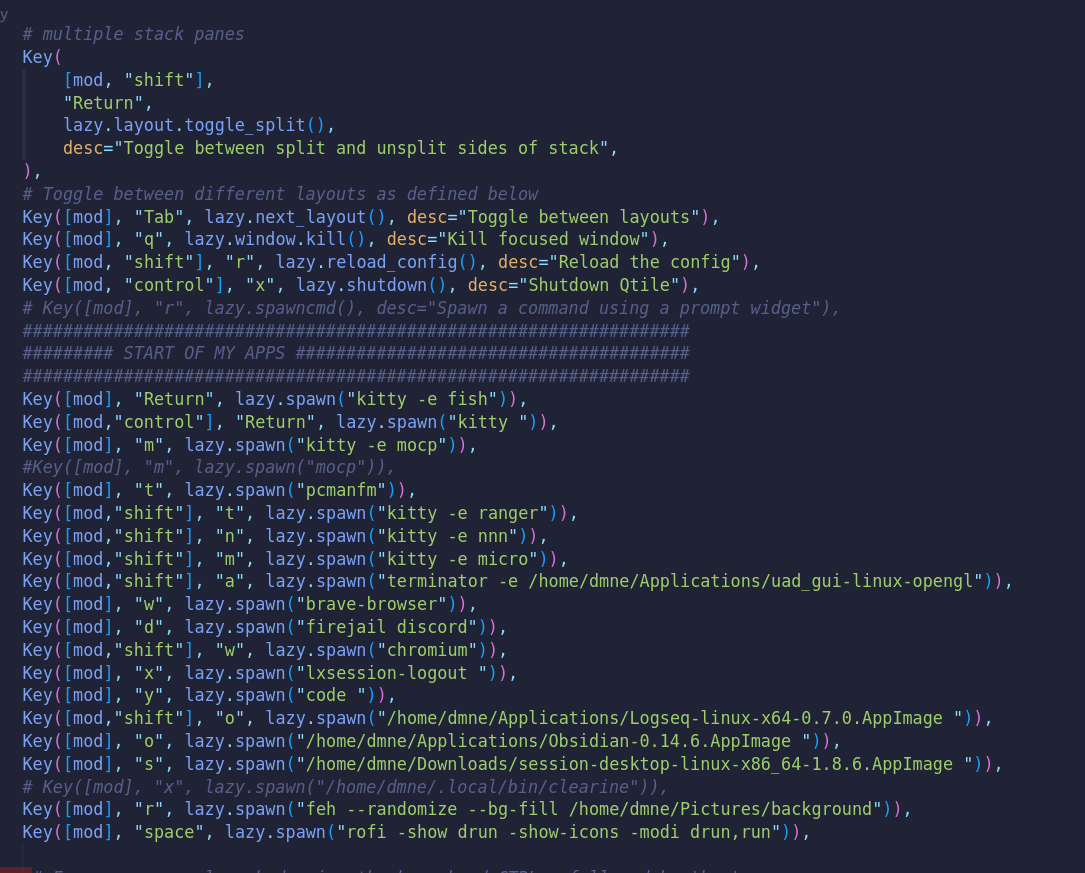 y
# multiple stack panes
Key(
    [mod, "shift"],
    "Return",
    lazy.layout.toggle_split(),
    desc="Toggle between split and unsplit sides of stack",
),
# Toggle between different layouts as defined below
Key([mod], "Tab", lazy.next_layout(), desc="Toggle between layouts"),
Key([mod], "q", lazy.window.kill(), desc="Kill focused window"),
Key([mod, "shift"], "r", lazy.reload_config(), desc="Reload the config"),
Key([mod, "control"], "x", lazy.shutdown(), desc="Shutdown Qtile"),
# Key([mod], "r", lazy.spawncmd(), desc="Spawn a command using a prompt widget"),
##################################################################
######### START OF MY APPS #######################################
##################################################################
Key([mod], "Return", lazy.spawn("kitty -e fish")),
Key([mod,"control"], "Return", lazy.spawn("kitty ")),
Key([mod], "m", lazy.spawn("kitty -e mocp")),
#Key([mod], "m", lazy.spawn("mocp")),
Key([mod], "t", lazy.spawn("pcmanfm")),
Key([mod,"shift"], "t", lazy.spawn("kitty -e ranger")),
Key([mod,"shift"], "n", lazy.spawn("kitty -e nnn")),
Key([mod,"shift"], "m", lazy.spawn("kitty -e micro")),
Key([mod,"shift"], "a", lazy.spawn("terminator -e /home/dmne/Applications/uad_gui-linux-opengl")),
Key([mod], "w", lazy.spawn("brave-browser")),
Key([mod], "d", lazy.spawn("firejail discord")),
Key([mod,"shift"], "w", lazy.spawn("chromium")),
Key([mod], "x", lazy.spawn("lxsession-logout ")),
Key([mod], "y", lazy.spawn("code ")),
Key([mod,"shift"], "o", lazy.spawn("/home/dmne/Applications/Logseq-linux-x64-0.7.0.AppImage ")),
Key([mod], "o", lazy.spawn("/home/dmne/Applications/Obsidian-0.14.6.AppImage ")),
Key([mod], "s", lazy.spawn("/home/dmne/Downloads/session-desktop-linux-x86_64-1.8.6.AppImage ")),
# Key([mod], "x", lazy.spawn("/home/dmne/.local/bin/clearine")),
Key([mod], "r", lazy.spawn("feh --randomize --bg-fill /home/dmne/Pictures/background")),
Key([mod], "space", lazy.spawn("rofi -show drun -show-icons -modi drun,run")),